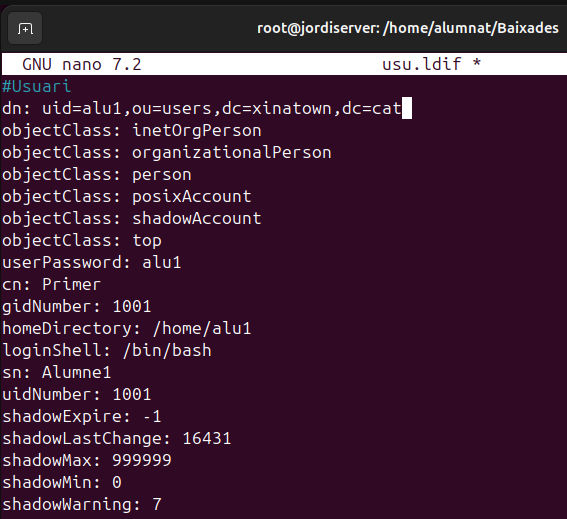 root@jordiserver: /home/alumnat/Baixades
GNU nano 7.2 usu.ldif *
#Usuari
dn: uid=alu1,ou=users,dc=xinatown,dc=cat
objectClass: inetOrgPerson
objectClass: organizationalPerson
objectClass: person
objectClass: posixAccount
objectClass: shadowAccount
objectClass: top
userPassword: alu1
cn: Primer
gidNumber: 1001
homeDirectory: /home/alu1
loginShell: /bin/bash
sn: Alumne1
uidNumber: 1001
shadowExpire: -1
shadowLastChange: 16431
shadowMax: 999999
shadowMin: 0
shadowWarning: 7